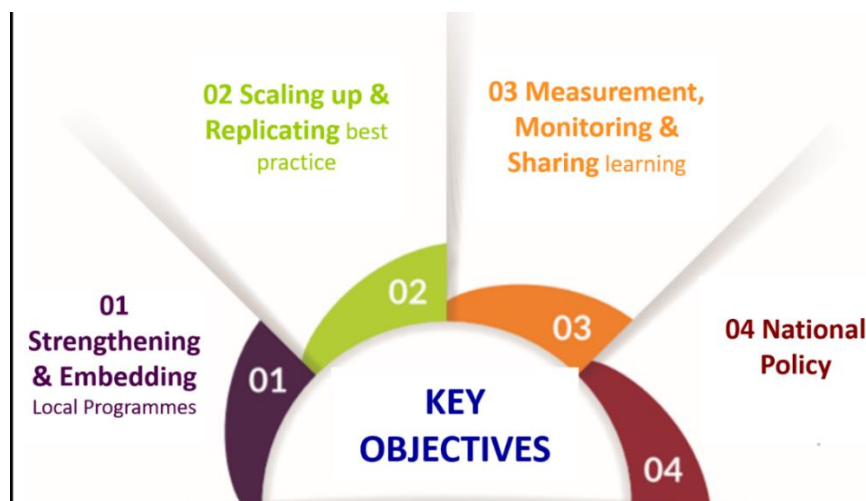 02 Scaling up &
Replicating best
practice
03 Measurement,
Monitoring &
Sharing learning
01
Strengthening
& Embedding
Local Programmes
04 National
Policy
01
02
03
04
KEY
OBJECTIVES